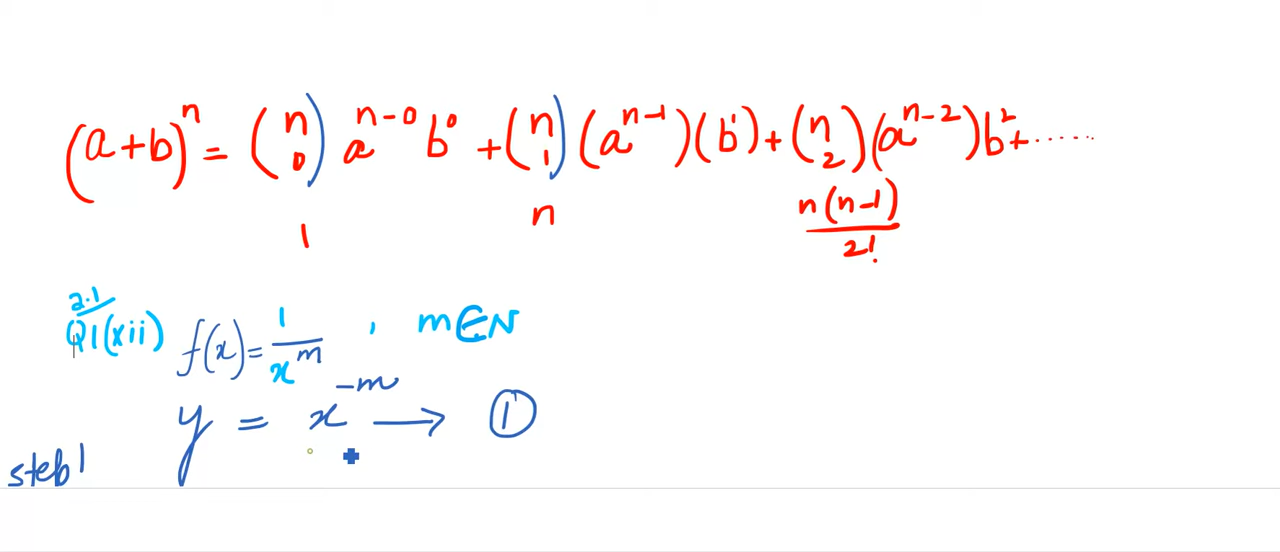 (a+b)^n = (n 0) a^{n-0} b^0 + (n 1) (a^{n-1}) (b^1) + (n 2) (a^{n-2}) b^2 + ......
1 n n(n-1)/2!
2.1
Q1(xii) f(x) = 1/x^m , m∈N
y = x^{-m} → ①
step1